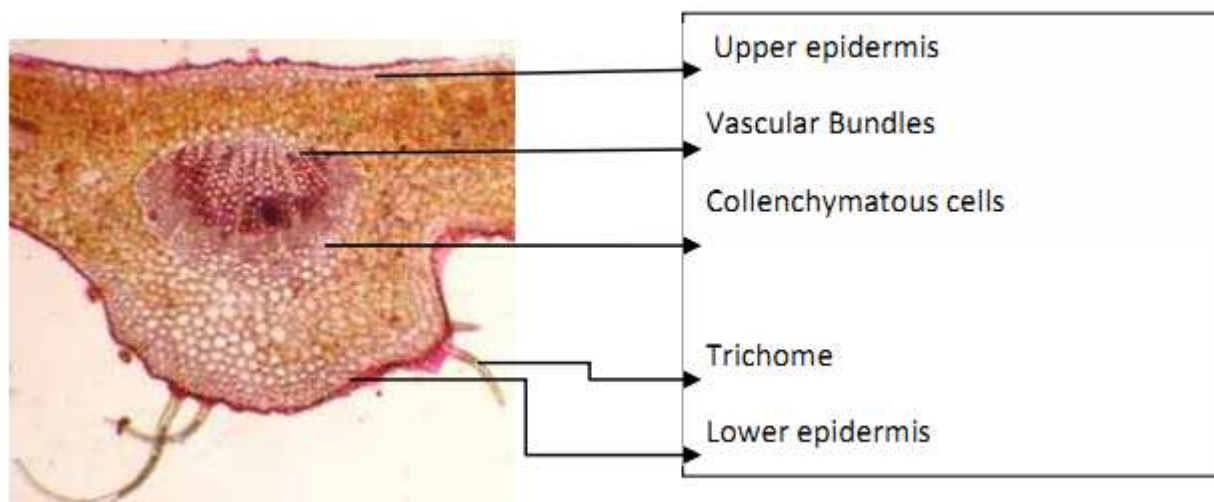 Upper epidermis
Vascular Bundles
Collenchymatous cells
Trichome
Lower epidermis